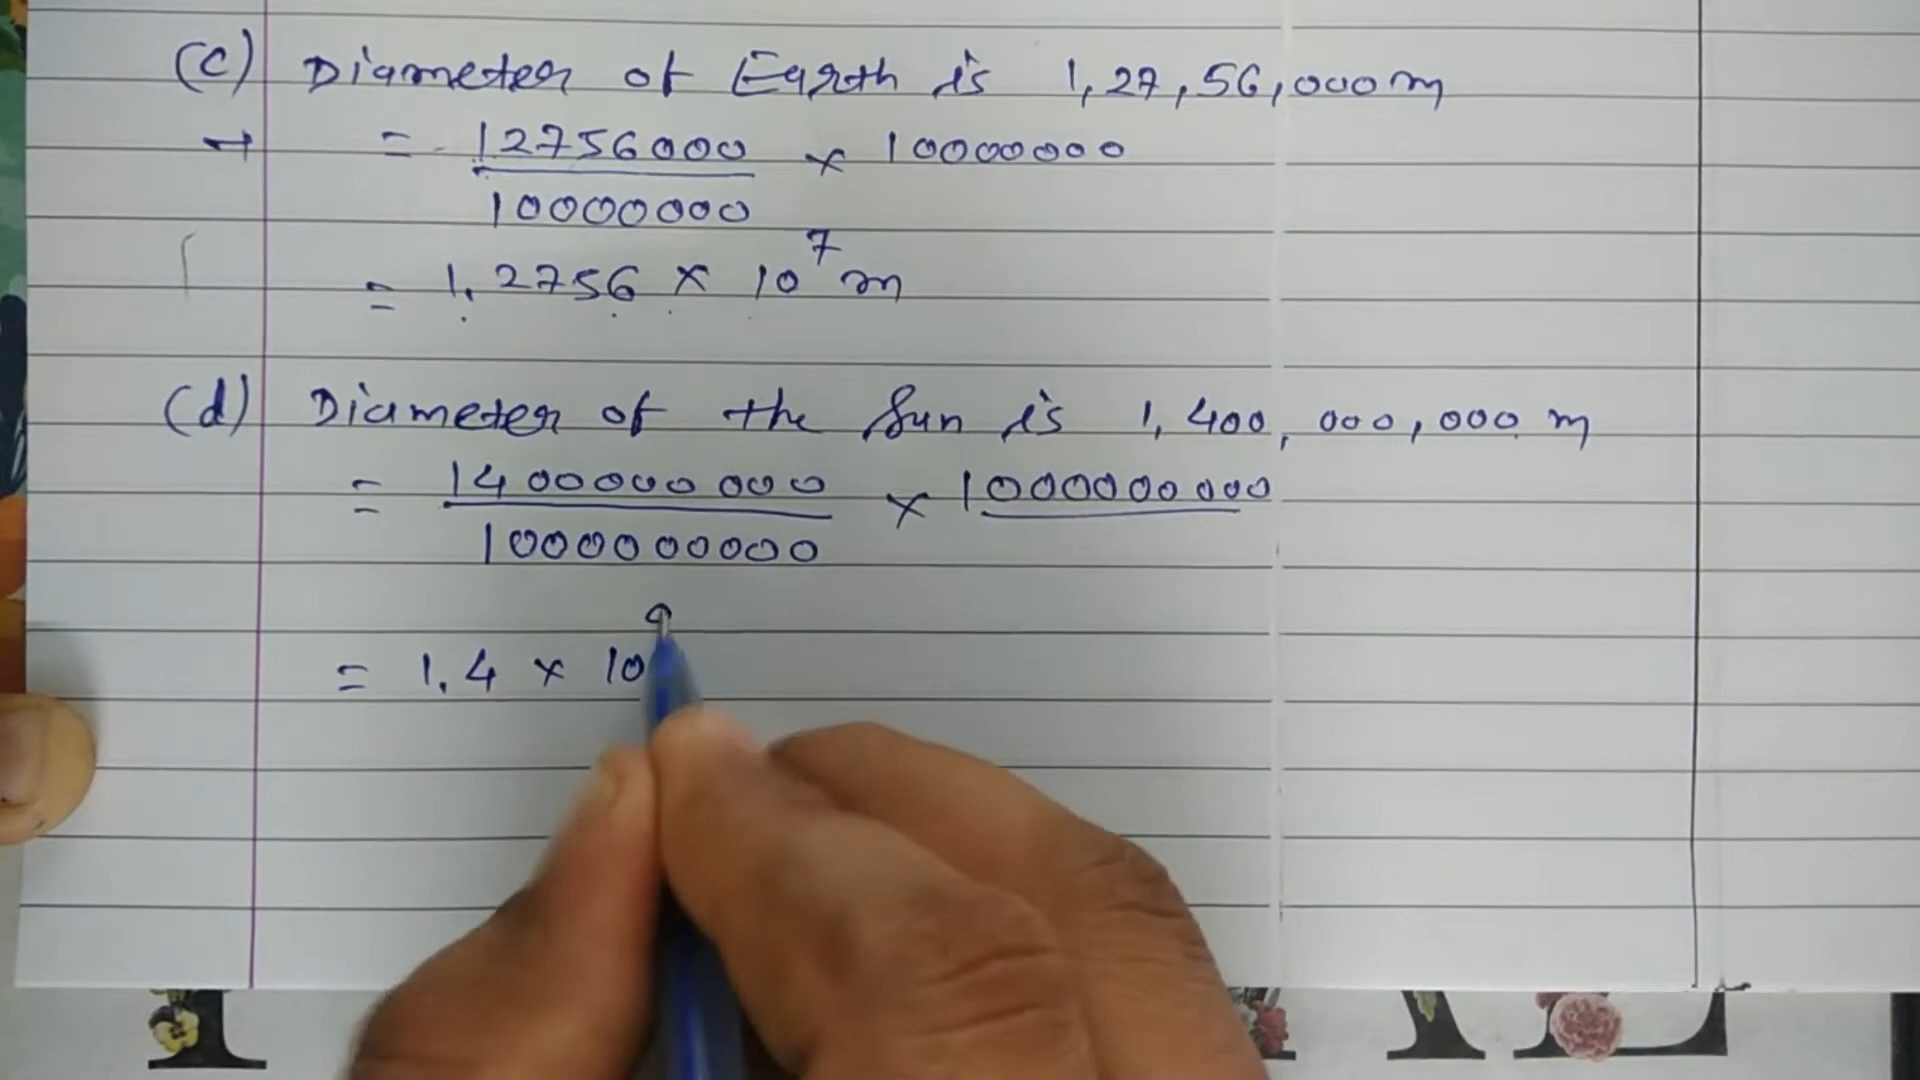 (c) Diameter of Earth is 1,27,56,000m
→ = 12756000 × 10000000
10000000
= 1.2756 × 10⁷ m
(d) Diameter of the Sun is 1,400,000,000 m
= 1400000000 × 1000000000
1000000000
= 1.4 × 10⁹